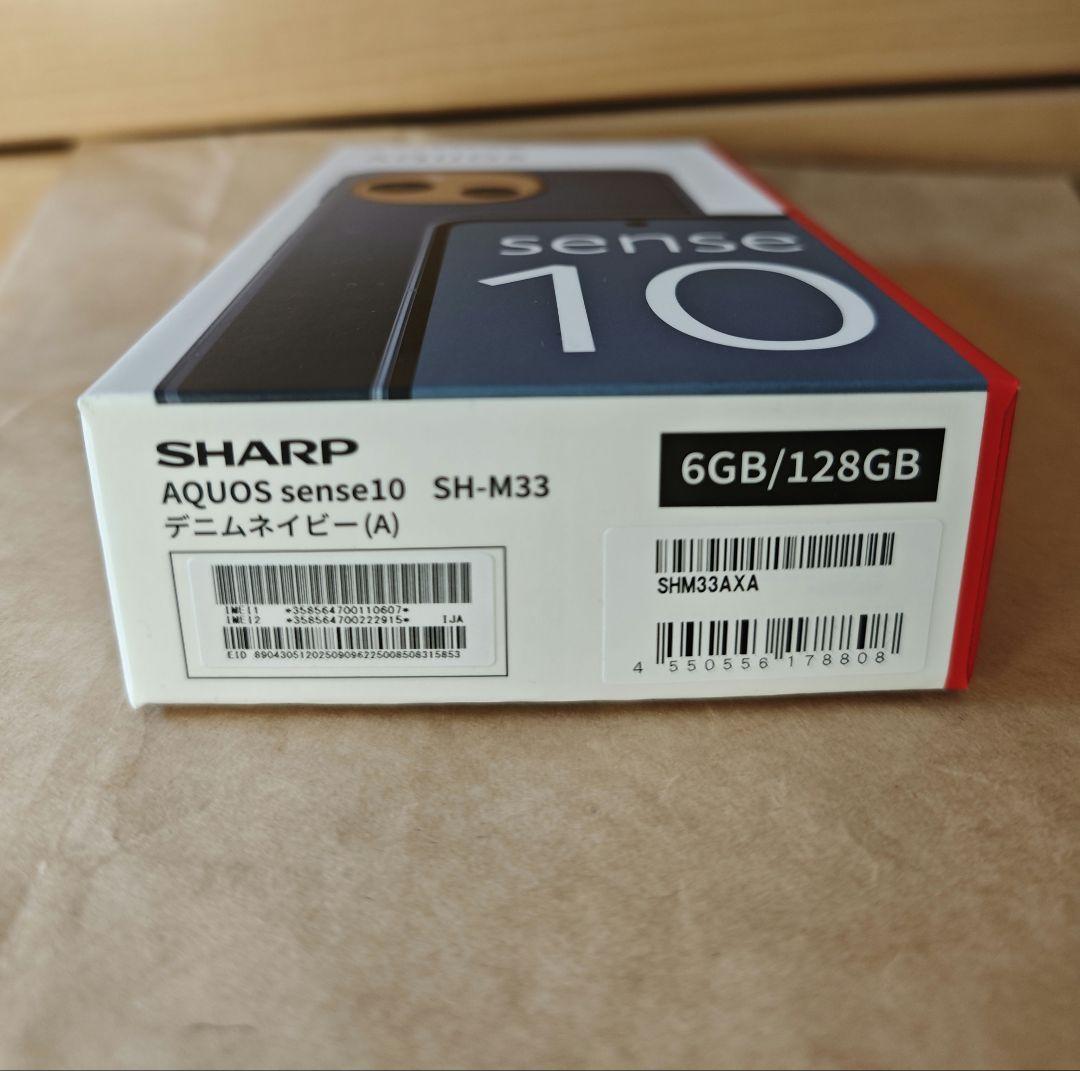 sense
10
SHARP
AQUOS sense10 SH-M33
デニムネイビー(A)
6GB/128GB
IMEI1 *358564700110607*
IMEI2 *358564700222915* IJA
EID 89043051202509096225008508315853
SHM33AXA
4 550556 178808